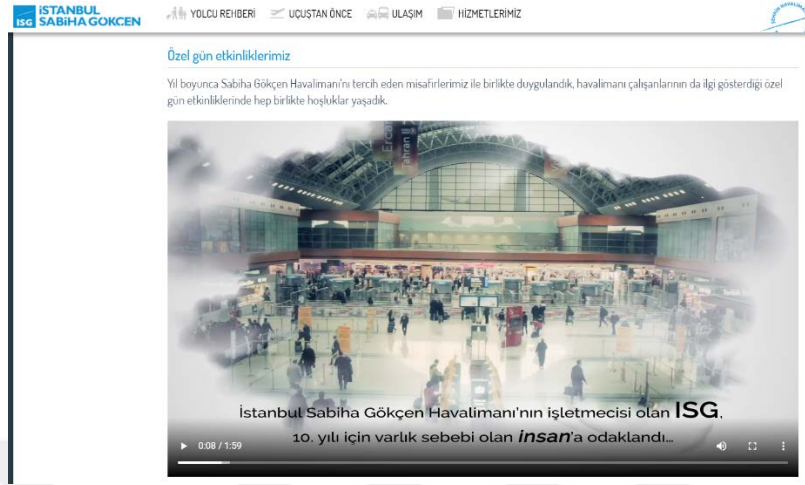 İSTANBUL
ISG SABİHA GÖKÇEN
YOLCU REHBERİ UÇUŞTAN ÖNCE ULAŞIM HİZMETLERİMİZ
Özel gün etkinliklerimiz
Yıl boyunca Sabiha Gökçen Havalimanı'nı tercih eden misafirlerimiz ile birlikte duygulandık, havalimanı çalışanlarının da ilgi gösterdiği özel
gün etkinliklerinde hep birlikte hoşluklar yaşadık.
Ercan
Tahran
İstanbul Sabiha Gökçen Havalimanı'nın işletmecisi olan ISG,
10. yılı için varlık sebebi olan insan'a odaklandı...
0:08 / 1:59